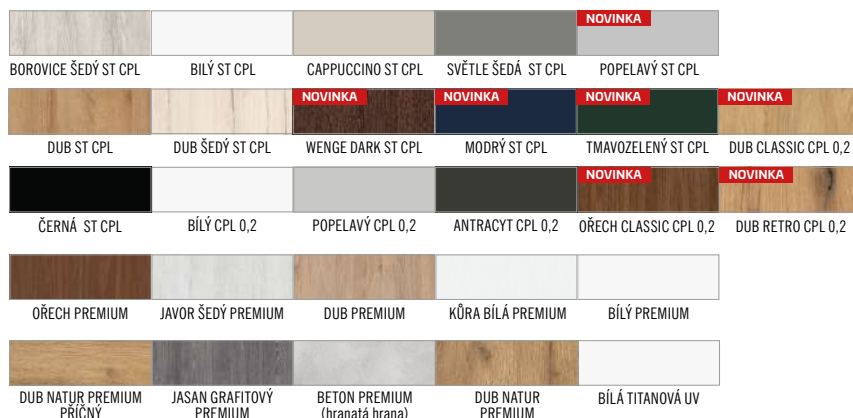 NOVINKA
BOROVICE ŠEDÝ ST CPL BILÝ ST CPL CAPPUCCINO ST CPL SVĚTLE ŠEDÁ ST CPL POPELAVÝ ST CPL
NOVINKA NOVINKA NOVINKA NOVINKA
DUB ST CPL DUB ŠEDÝ ST CPL WENGE DARK ST CPL MODRÝ ST CPL TMAVOZELENÝ ST CPL DUB CLASSIC CPL 0,2
NOVINKA NOVINKA
ČERNÁ ST CPL BÍLÝ CPL 0,2 POPELAVÝ CPL 0,2 ANTRACYT CPL 0,2 OŘECH CLASSIC CPL 0,2 DUB RETRO CPL 0,2
OŘECH PREMIUM JAVOR ŠEDÝ PREMIUM DUB PREMIUM KŮRA BÍLÁ PREMIUM BÍLÝ PREMIUM
DUB NATUR PREMIUM JASAN GRAFITOVÝ BETON PREMIUM DUB NATUR BÍLÁ TITANOVÁ UV
PŘÍČNÝ PREMIUM (hranatá hrana) PREMIUM